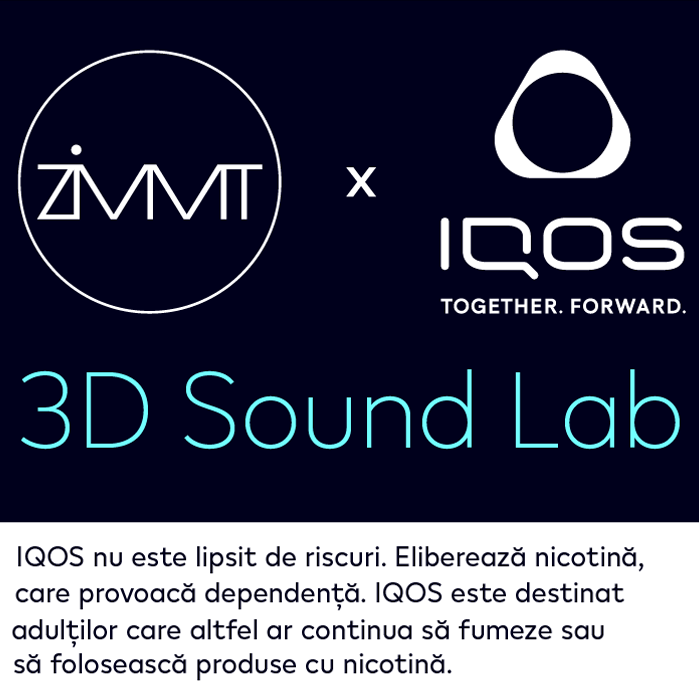 ZiMMT
x
IQOS
TOGETHER. FORWARD.
3D Sound Lab
IQOS nu este lipsit de riscuri. Eliberează nicotină,
care provoacă dependență. IQOS este destinat
adulților care altfel ar continua să fumeze sau
să folosească produse cu nicotină.